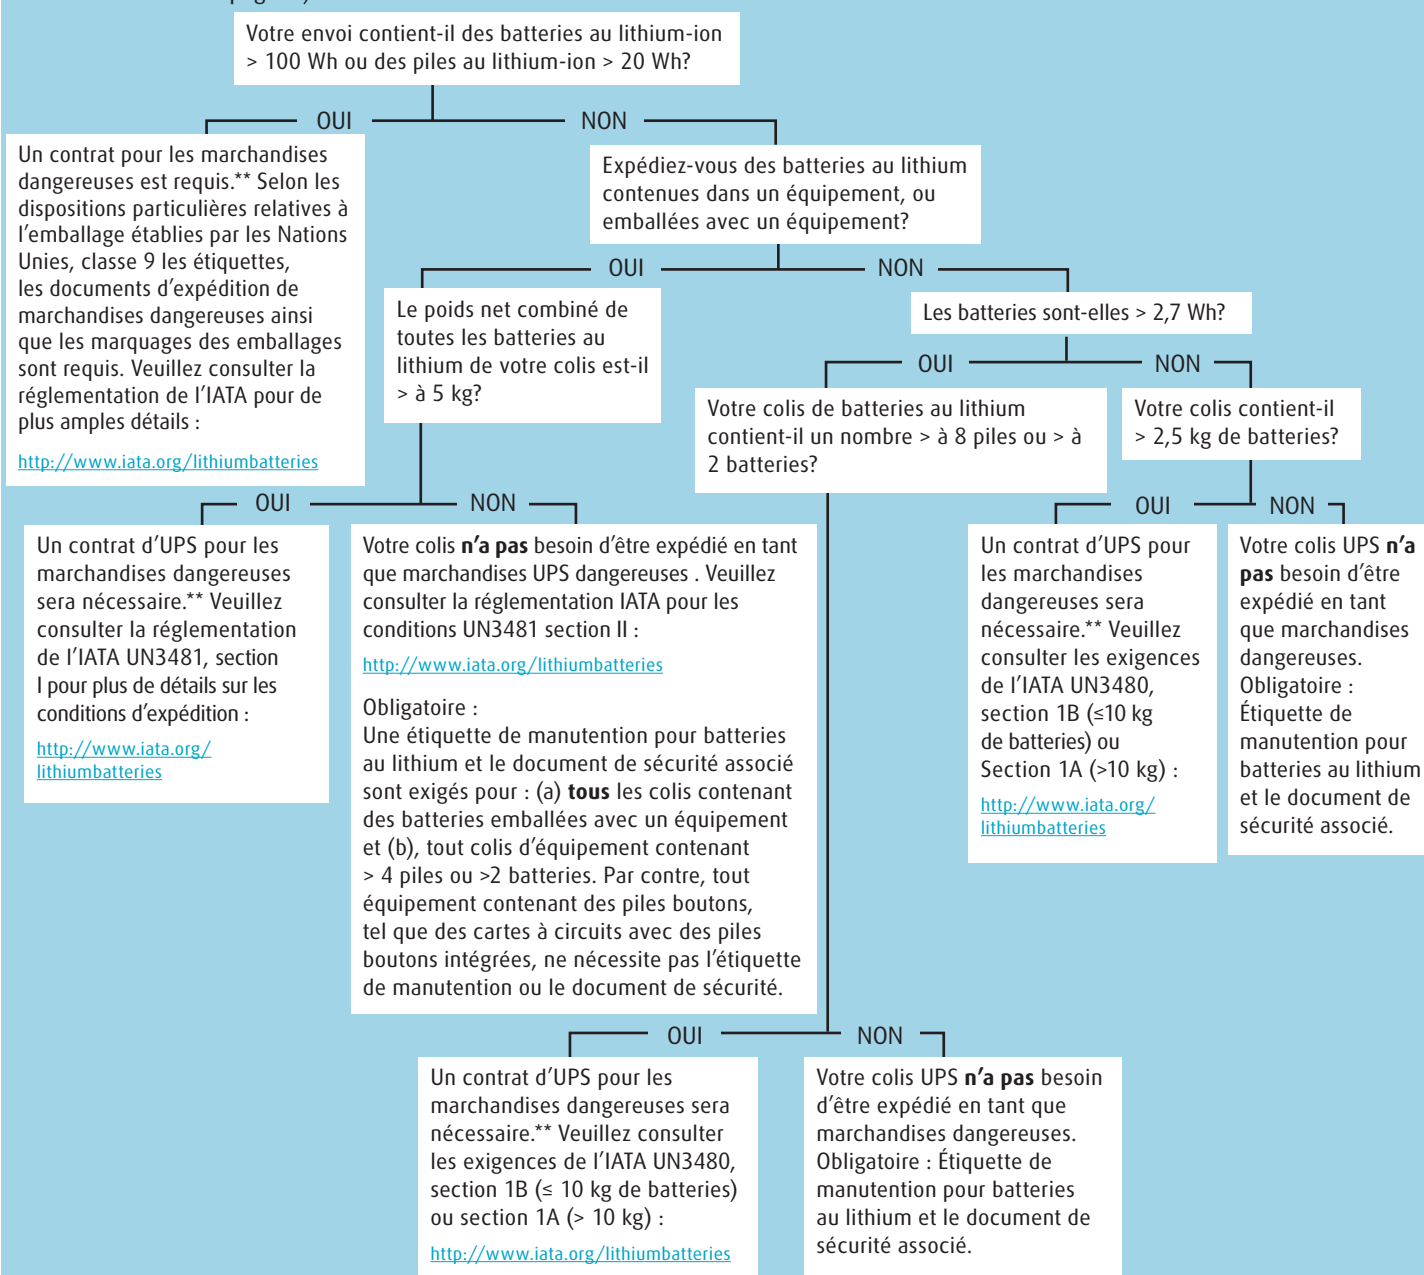 Votre envoi contient-il des batteries au lithium-ion
> 100 Wh ou des piles au lithium-ion > 20 Wh?
OUI
NON
Un contrat pour les marchandises
dangereuses est requis.** Selon les
dispositions particulières relatives à
l’emballage établies par les Nations
Unies, classe 9 les étiquettes,
les documents d’expédition de
marchandises dangereuses ainsi
que les marquages des emballages
sont requis. Veuillez consulter la
réglementation de l’IATA pour de
plus amples détails :
http://www.iata.org/lithiumbatteries
Expédiez-vous des batteries au lithium
contenues dans un équipement, ou
emballées avec un équipement?
OUI
NON
Le poids net combiné de
toutes les batteries au
lithium de votre colis est-il
> à 5 kg?
Les batteries sont-elles > 2,7 Wh?
OUI
NON
Votre colis de batteries au lithium
contient-il un nombre > à 8 piles ou > à
2 batteries?
Votre colis contient-il
> 2,5 kg de batteries?
OUI
NON
Un contrat d’UPS pour les
marchandises dangereuses
sera nécessaire.** Veuillez
consulter la réglementation
de l’IATA UN3481, section
I pour plus de détails sur les
conditions d’expédition :
http://www.iata.org/
lithiumbatteries
Votre colis n’a pas besoin d’être expédié en tant
que marchandises UPS dangereuses . Veuillez
consulter la réglementation IATA pour les
conditions UN3481 section II :
http://www.iata.org/lithiumbatteries
Obligatoire :
Une étiquette de manutention pour batteries
au lithium et le document de sécurité associé
sont exigés pour : (a) tous les colis contenant
des batteries emballées avec un équipement
et (b), tout colis d’équipement contenant
> 4 piles ou >2 batteries. Par contre, tout
équipement contenant des piles boutons,
tel que des cartes à circuits avec des piles
boutons intégrées, ne nécessite pas l’étiquette
de manutention ou le document de sécurité.
OUI
NON
Un contrat d’UPS pour
les marchandises
dangereuses sera
nécessaire.** Veuillez
consulter les exigences
de l’IATA UN3480,
section 1B (≤10 kg
de batteries) ou
Section 1A (>10 kg) :
http://www.iata.org/
lithiumbatteries
Votre colis UPS n’a
pas besoin d’être
expédié en tant
que marchandises
dangereuses.
Obligatoire :
Étiquette de
manutention pour
batteries au lithium
et le document de
sécurité associé.
OUI
NON
Un contrat d’UPS pour les
marchandises dangereuses sera
nécessaire.** Veuillez consulter
les exigences de l’IATA UN3480,
section 1B (≤ 10 kg de batteries)
ou section 1A (> 10 kg) :
http://www.iata.org/lithiumbatteries
Votre colis UPS n’a pas besoin
d’être expédié en tant que
marchandises dangereuses.
Obligatoire : Étiquette de
manutention pour batteries
au lithium et le document de
sécurité associé.